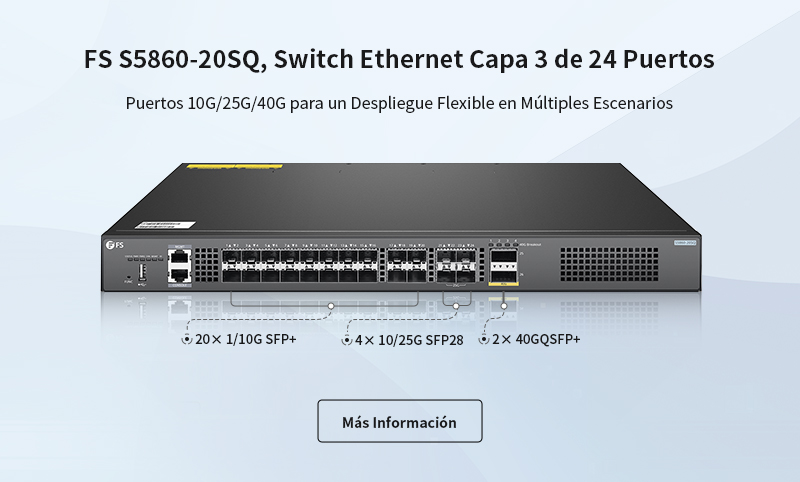 FS S5860-20SQ, Switch Ethernet Capa 3 de 24 Puertos
Puertos 10G/25G/40G para un Despliegue Flexible en Múltiples Escenarios
FS
20× 1/10G SFP+
4× 10/25G SFP28
2× 40GQSFP+
Más Información